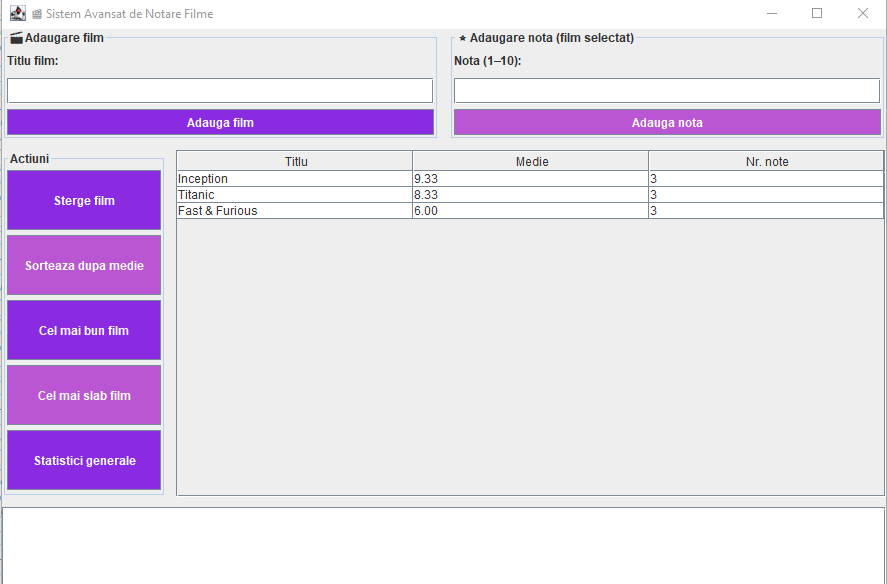 🎬 Sistem Avansat de Notare Filme
🎬 Adaugare film
Titlu film:
Adauga film
★ Adaugare nota (film selectat)
Nota (1–10):
Adauga nota
Actiuni
Sterge film
Sorteaza dupa medie
Cel mai bun film
Cel mai slab film
Statistici generale
Titlu Medie Nr. note
Inception 9.33 3
Titanic 8.33 3
Fast & Furious 6.00 3